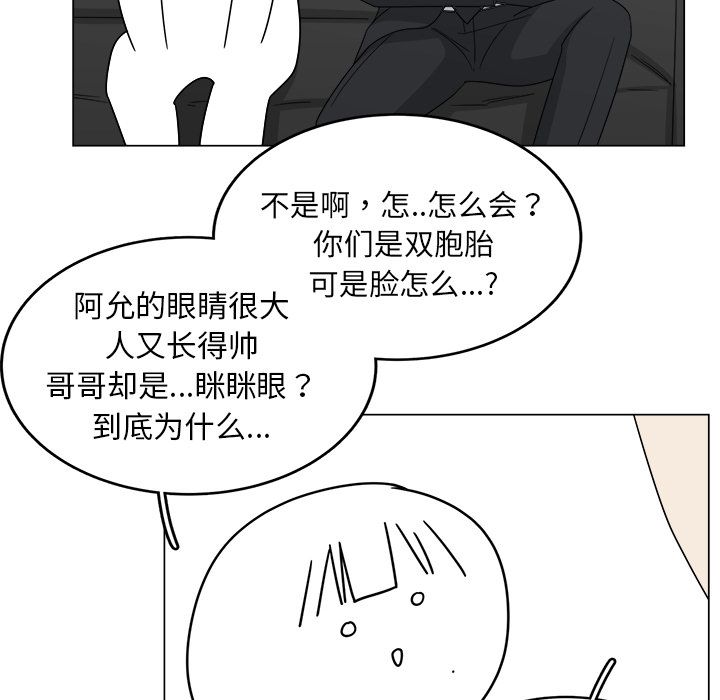 不是啊，怎..怎么会？
你们是双胞胎
可是脸怎么...?
阿允的眼睛很大
人又长得帅
哥哥却是...眯眯眼？
到底为什么...